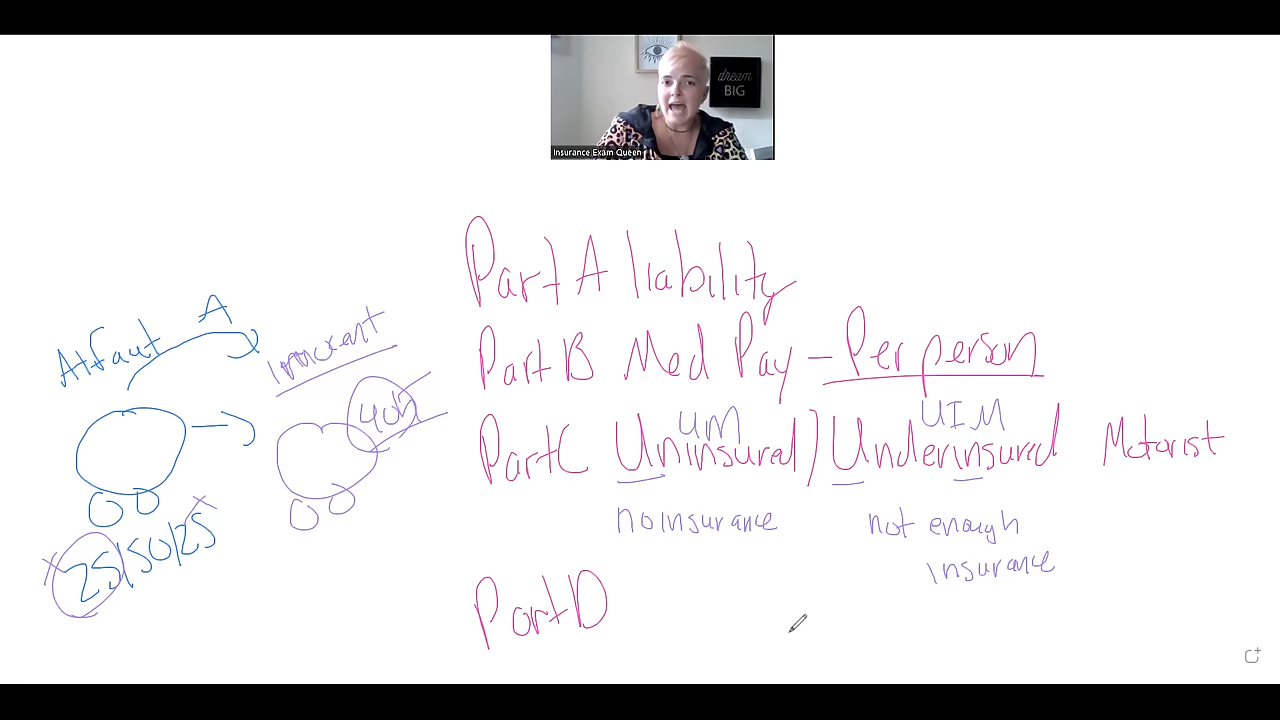 dream
BIG
Insurance Exam Queen
Part A liability
Part B Med Pay - Per person
UM UIM
Part C Uninsured) Underinsured Motorist
no insurance not enough
insurance
Part D
At faut A
Innocent
40k
25/50/25